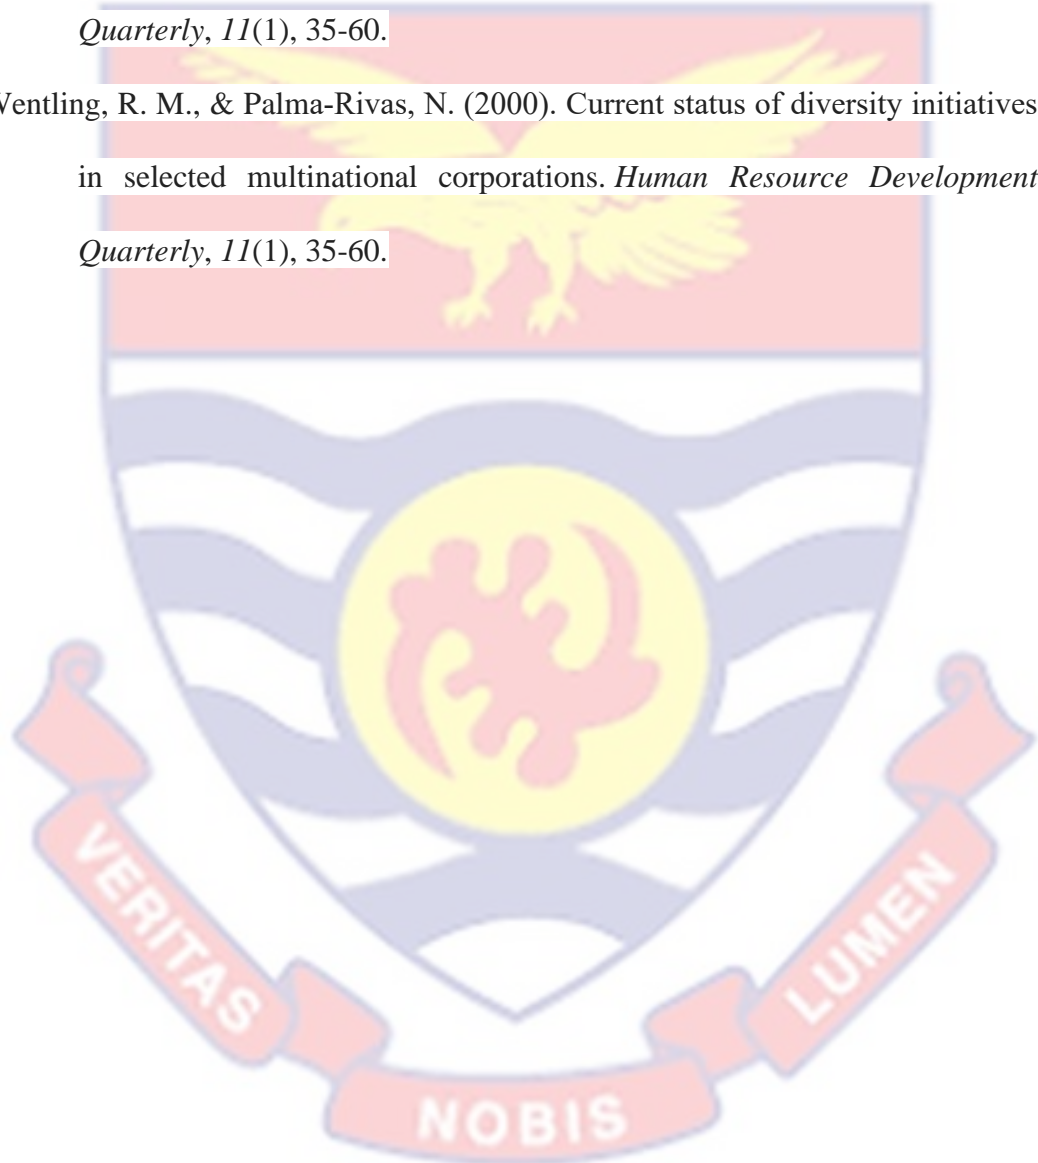 Quarterly, 11(1), 35-60.
Wentling, R. M., & Palma-Rivas, N. (2000). Current status of diversity initiatives
in selected multinational corporations. Human Resource Development
Quarterly, 11(1), 35-60.
VERITAS
NOBIS
LUMEN